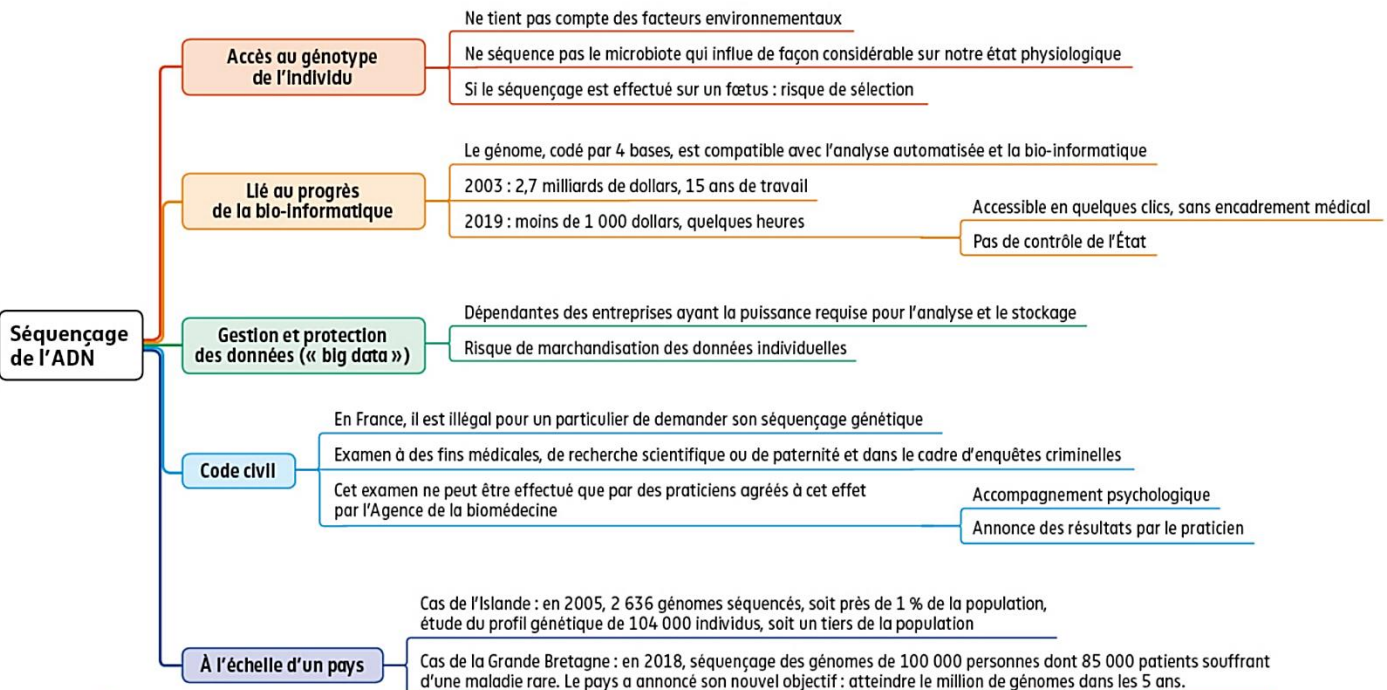 Séquençage
de l'ADN
Accès au génotype
de l'individu
Ne tient pas compte des facteurs environnementaux
Ne séquence pas le microbiote qui influe de façon considérable sur notre état physiologique
Si le séquençage est effectué sur un fœtus : risque de sélection
Lié au progrès
de la bio-informatique
Le génome, codé par 4 bases, est compatible avec l'analyse automatisée et la bio-informatique
2003 : 2,7 milliards de dollars, 15 ans de travail
2019 : moins de 1 000 dollars, quelques heures
Accessible en quelques clics, sans encadrement médical
Pas de contrôle de l'État
Gestion et protection
des données (« big data »)
Dépendantes des entreprises ayant la puissance requise pour l'analyse et le stockage
Risque de marchandisation des données individuelles
Code civil
En France, il est illégal pour un particulier de demander son séquençage génétique
Examen à des fins médicales, de recherche scientifique ou de paternité et dans le cadre d'enquêtes criminelles
Cet examen ne peut être effectué que par des praticiens agréés à cet effet
par l'Agence de la biomédecine
Accompagnement psychologique
Annonce des résultats par le praticien
À l'échelle d'un pays
Cas de l'Islande : en 2005, 2 636 génomes séquencés, soit près de 1 % de la population,
étude du profil génétique de 104 000 individus, soit un tiers de la population
Cas de la Grande Bretagne : en 2018, séquençage des génomes de 100 000 personnes dont 85 000 patients souffrant
d'une maladie rare. Le pays a annoncé son nouvel objectif : atteindre le million de génomes dans les 5 ans.